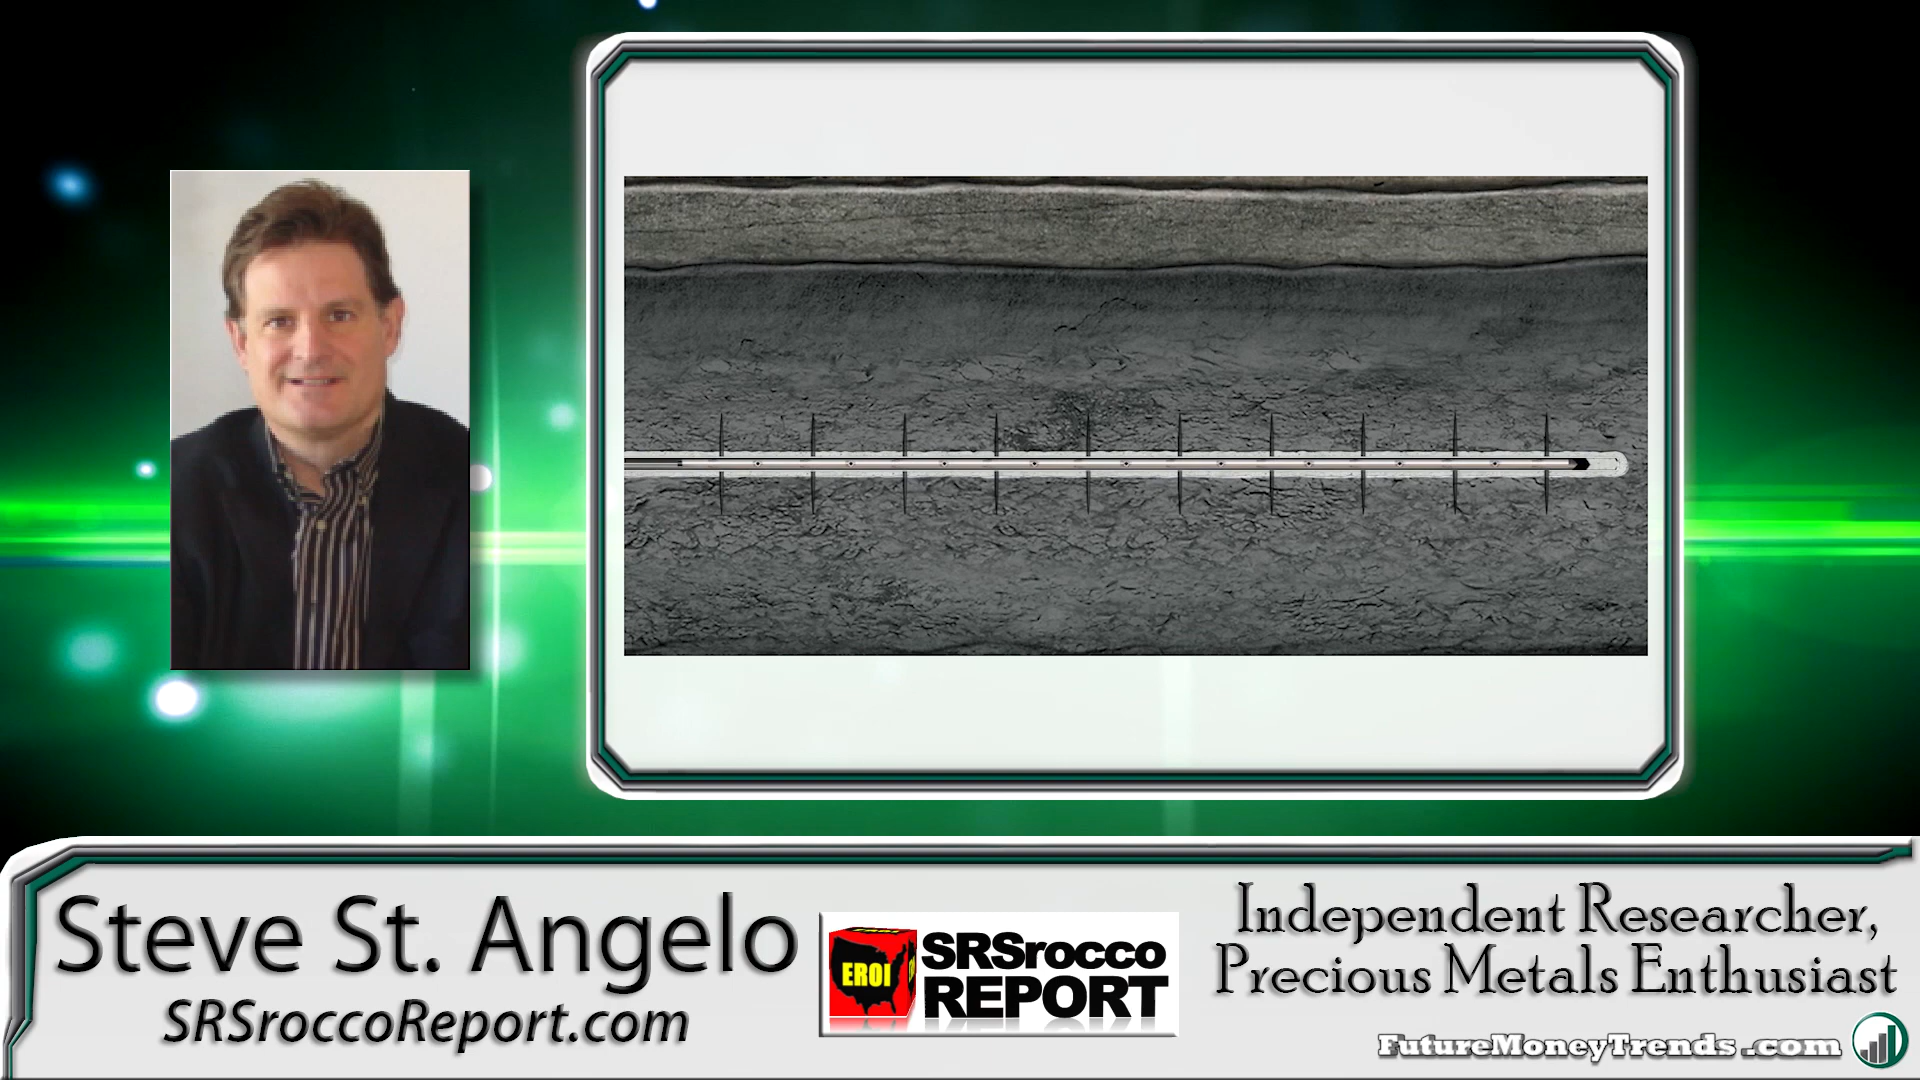 Steve St. Angelo
SRSroccoReport.com
EROI
SRSrocco
REPORT
Independent Researcher,
Precious Metals Enthusiast
FutureMoneyTrends.com